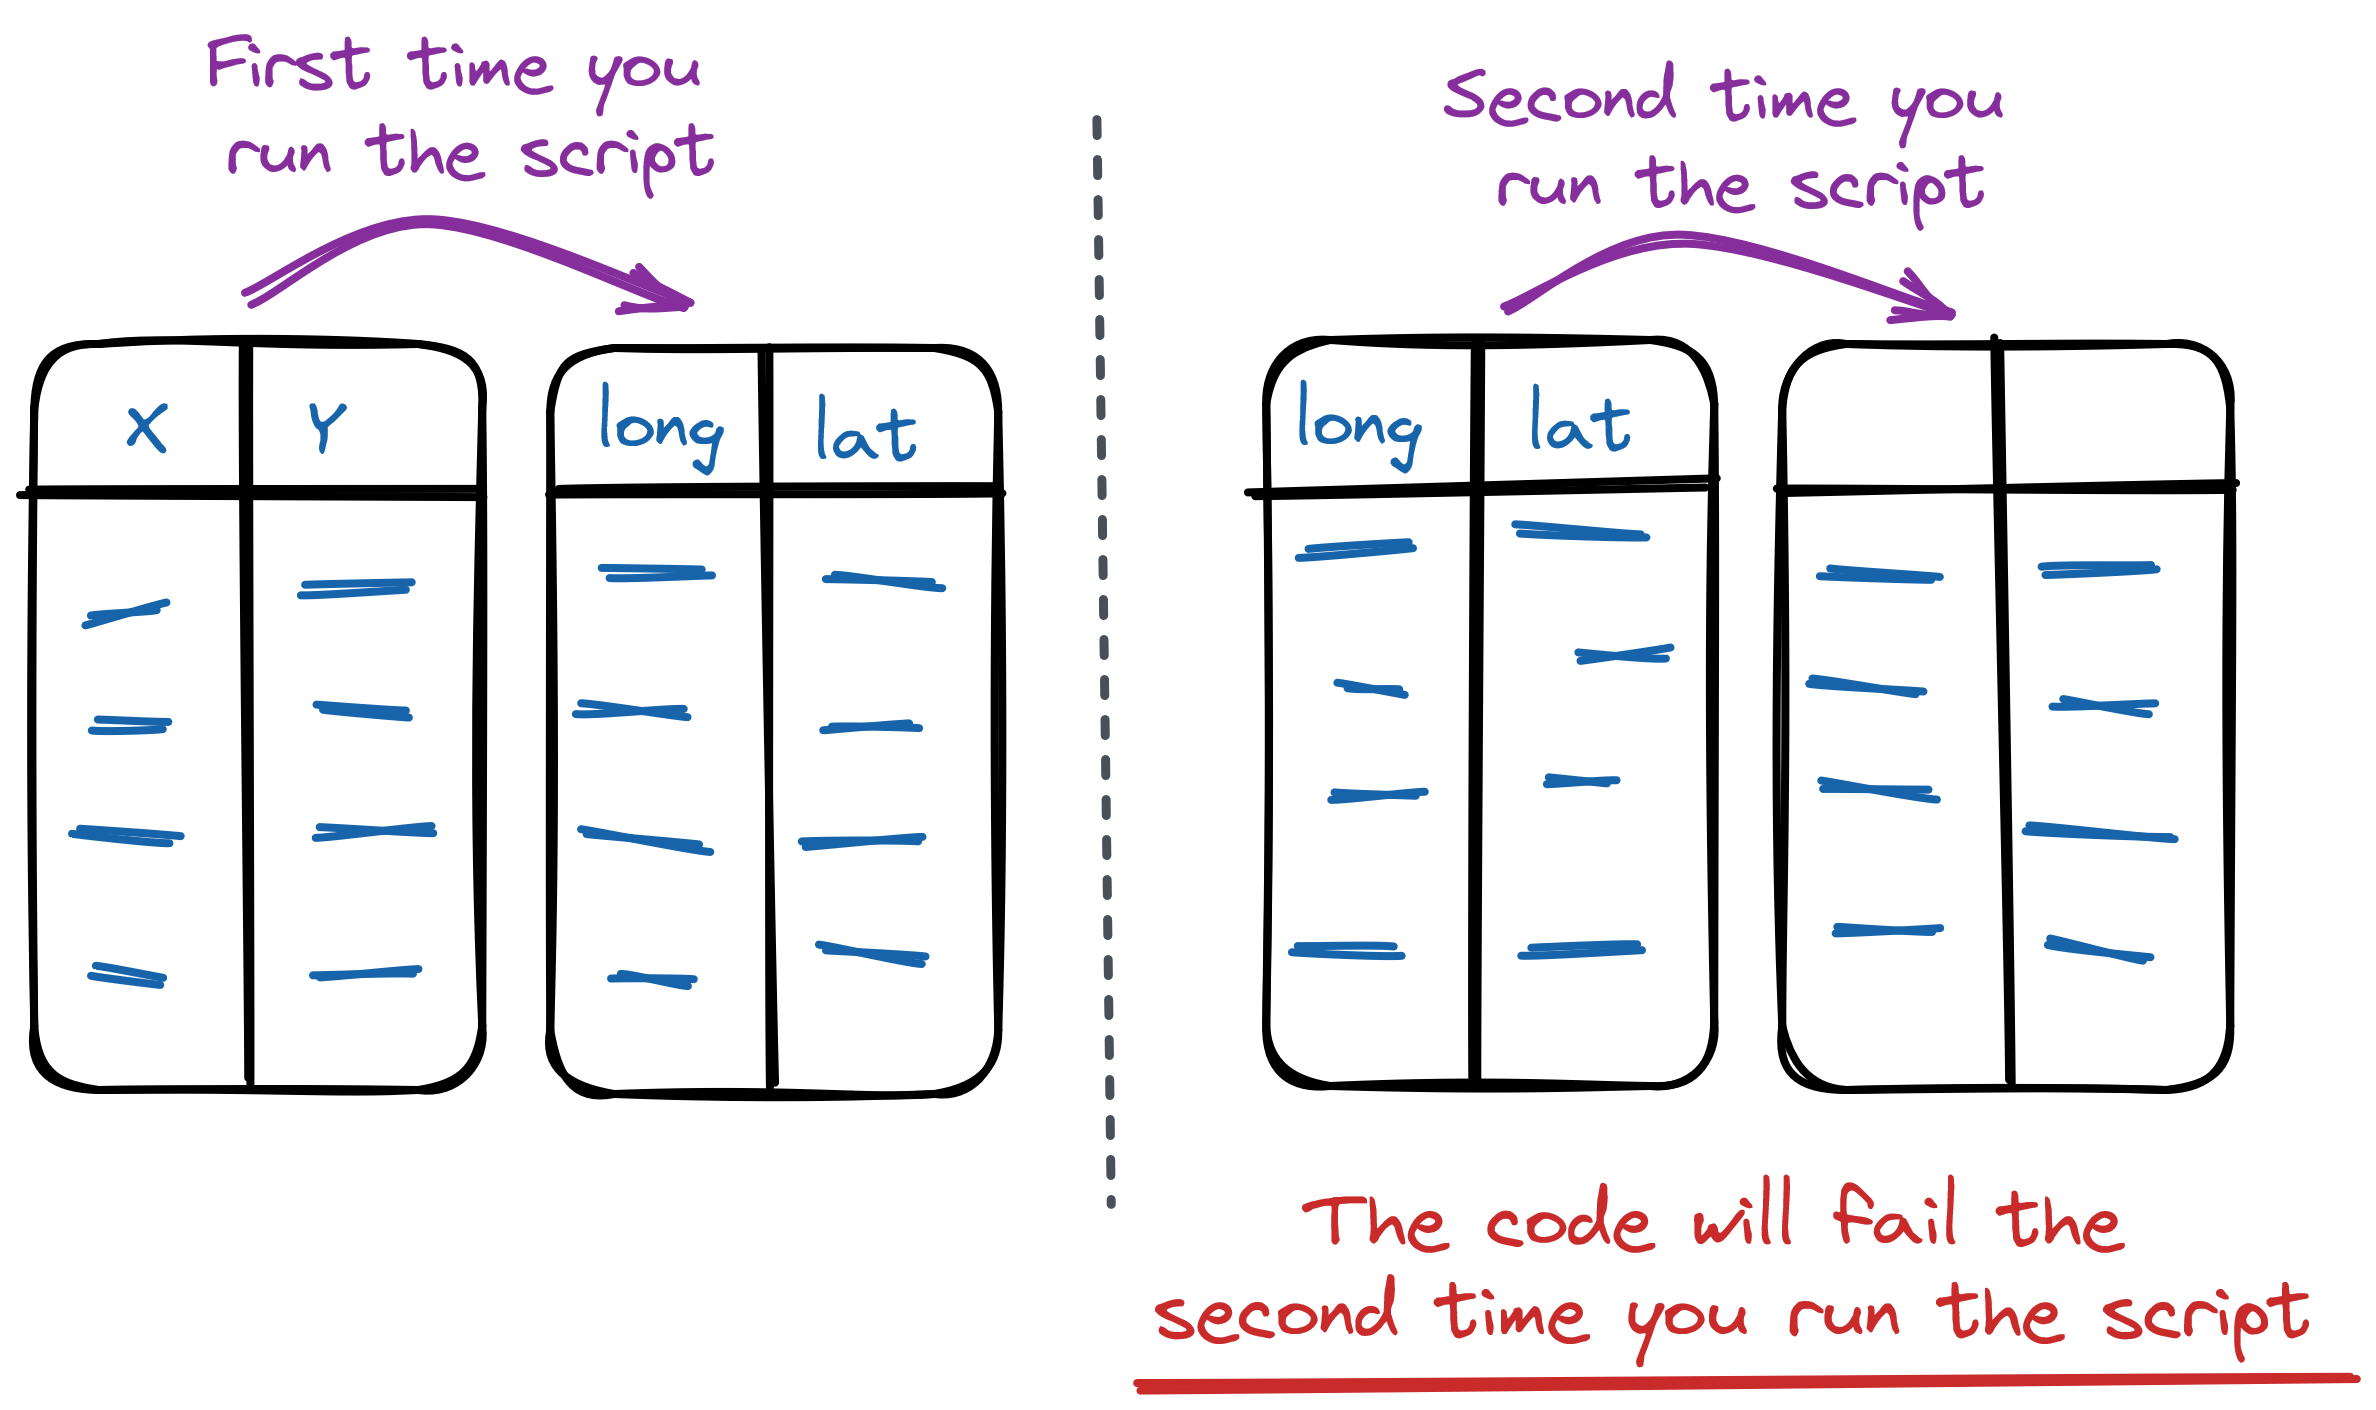 First time you
run the script
X Y
long lat
Second time you
run the script
long lat
The code will fail the
second time you run the script